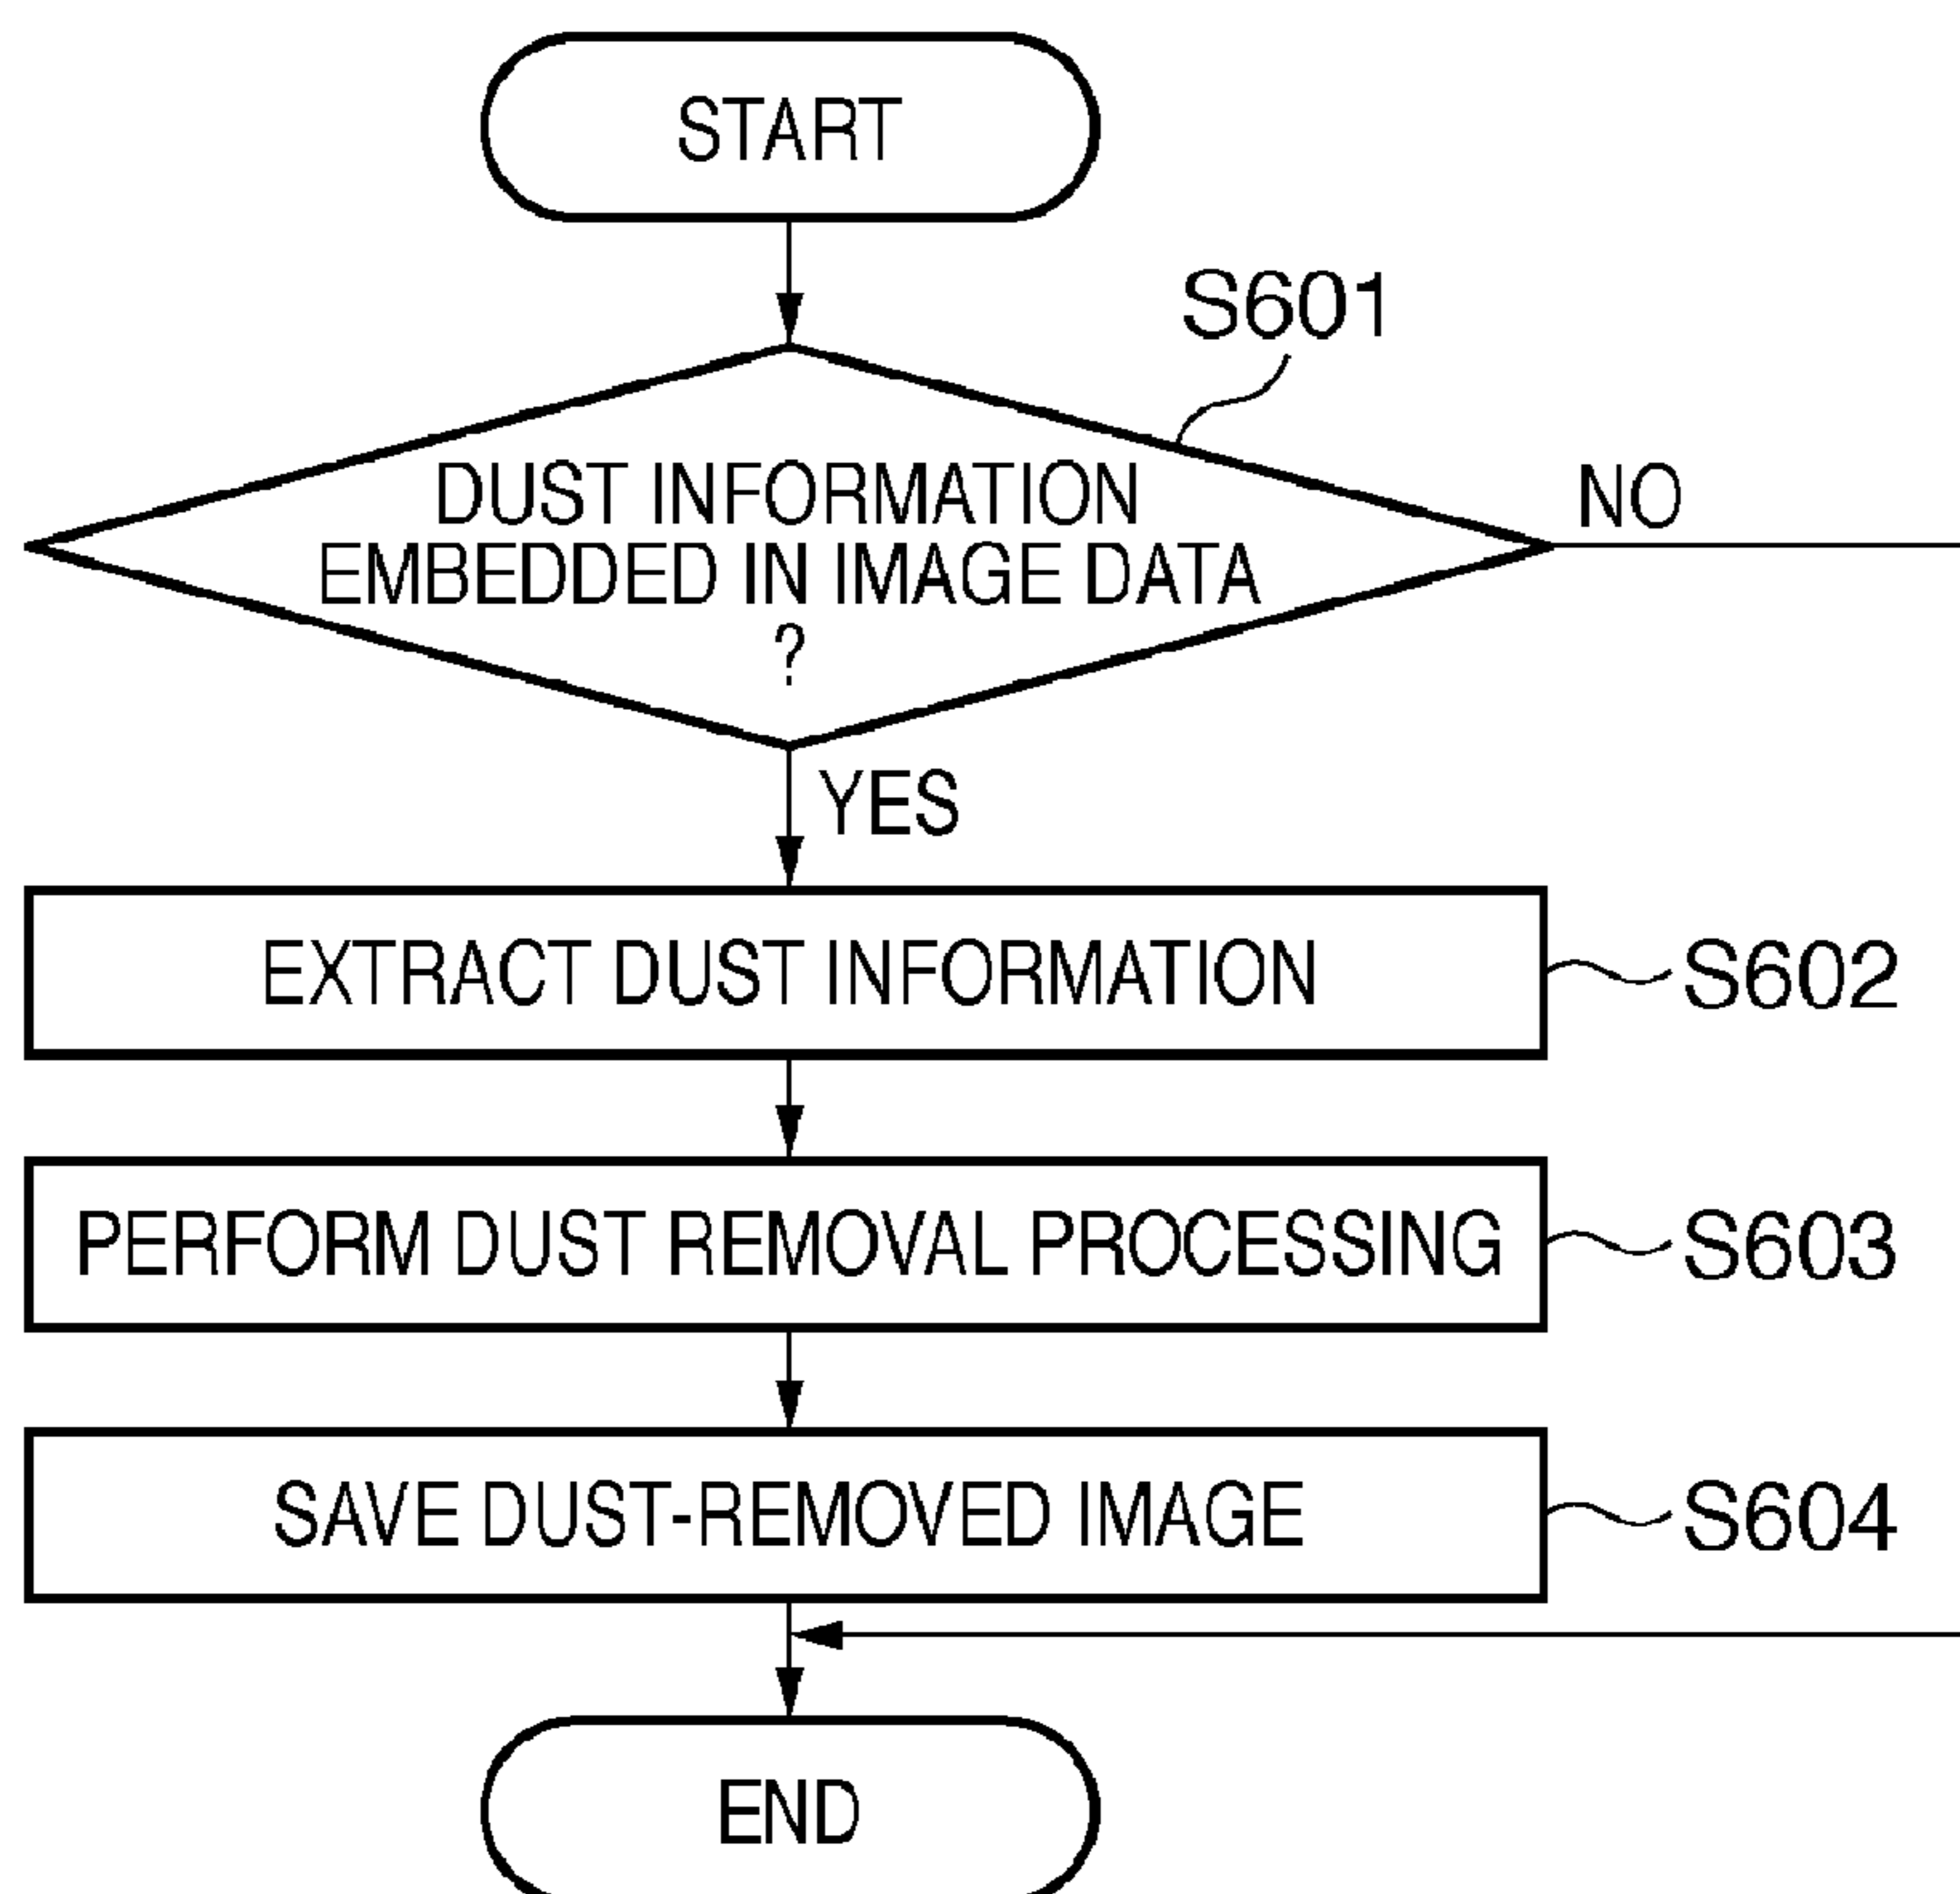 START
S601
DUST INFORMATION
EMBEDDED IN IMAGE DATA
?
NO
YES
EXTRACT DUST INFORMATION
S602
PERFORM DUST REMOVAL PROCESSING
S603
SAVE DUST-REMOVED IMAGE
S604
END